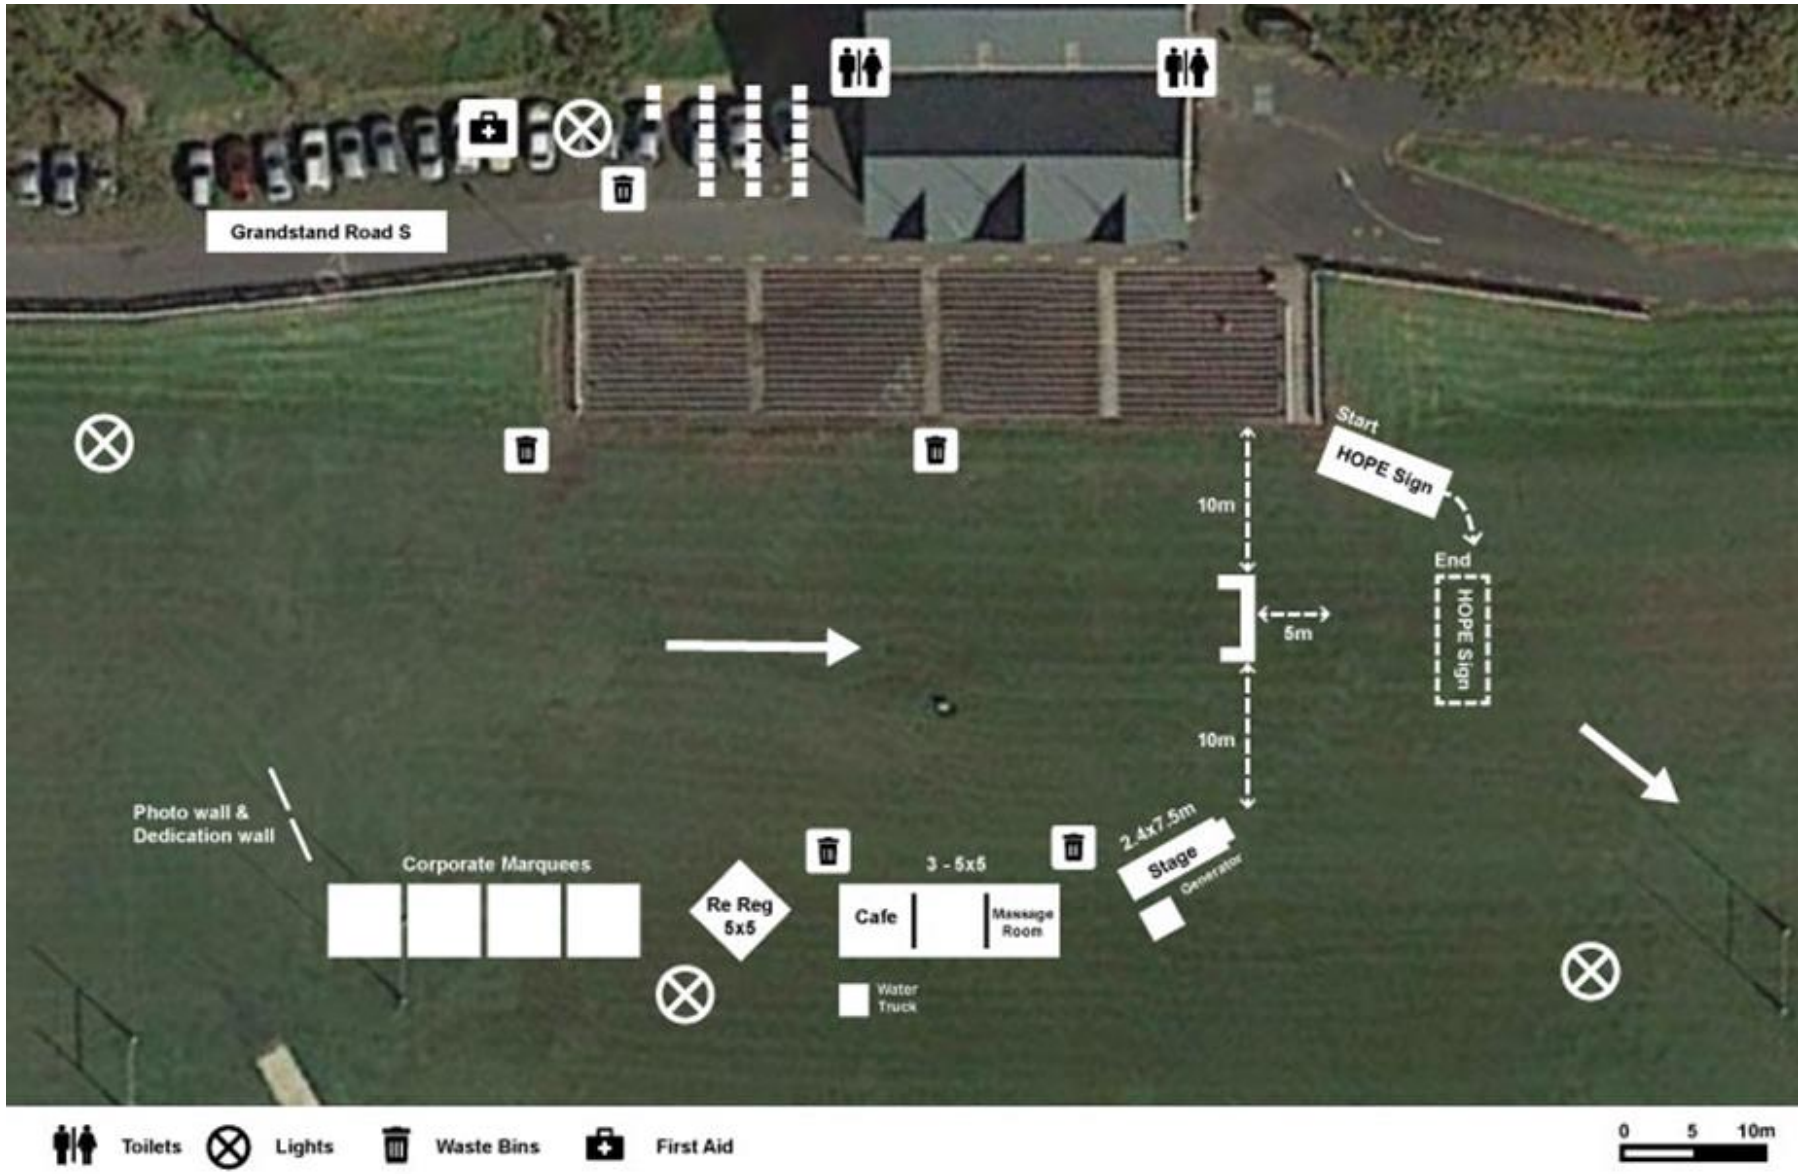 Grandstand Road S
Start
HOPE Sign
10m
End
HOPE Sign
5m
10m
Photo wall &
Dedication wall
Corporate Marquees
Re Reg
5x5
3 - 5x5
Cafe
Massage
Room
2.4x7.5m
Stage
Generator
Water
Truck
Toilets
Lights
Waste Bins
First Aid
0 5 10m